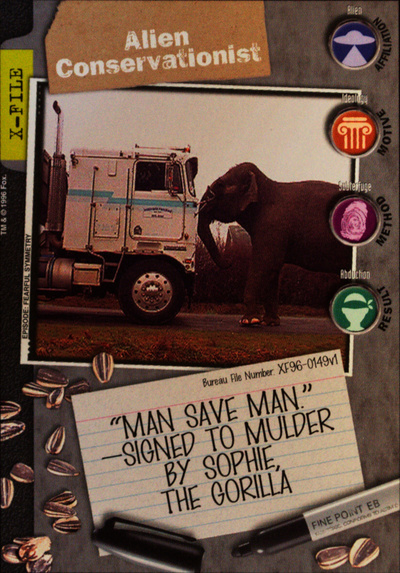 Alien
Conservationist
X-FILE
TM & © 1996 Fox.
EPISODE: FEARFUL SYMMETRY
Alien
AFFILIATION
Ideology
MOTIVE
Subterfuge
METHOD
Abduction
RESULT
Bureau File Number: XF96-0149v1
"MAN SAVE MAN."
—SIGNED TO MULDER
BY SOPHIE,
THE GORILLA
FINE POINT EB